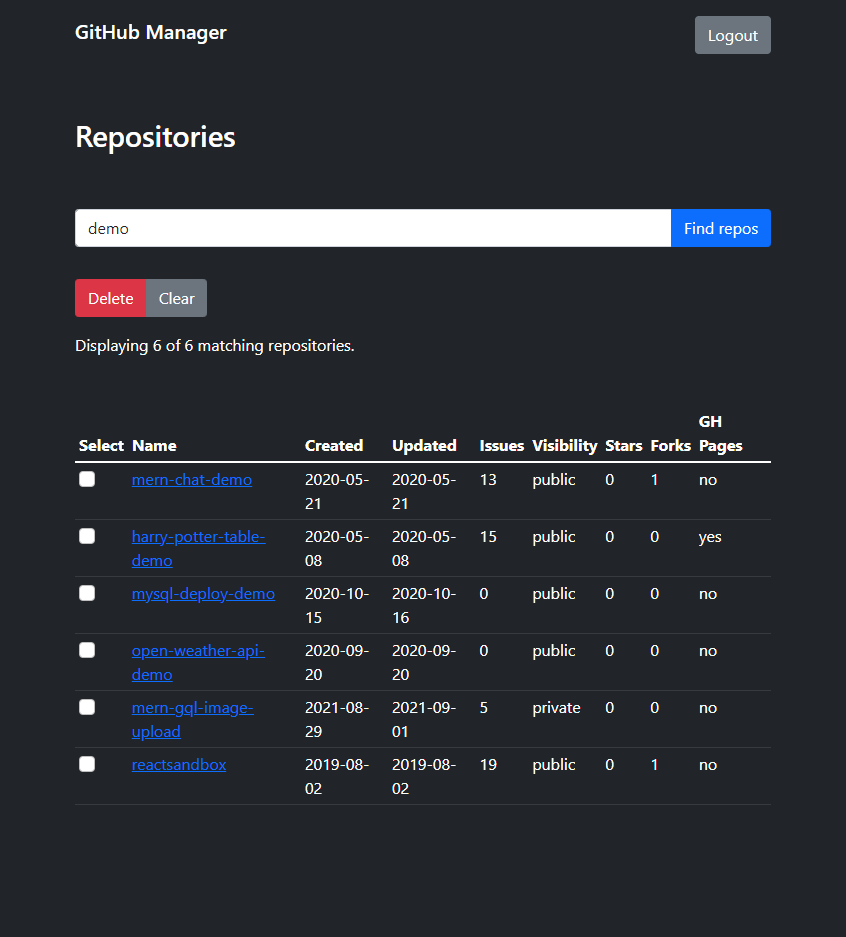 GitHub Manager
Logout
Repositories
demo
Find repos
Delete Clear
Displaying 6 of 6 matching repositories.
GH
Select Name Created Updated Issues Visibility Stars Forks Pages
mern-chat-demo 2020-05- 2020-05- 13 public 0 1 no
21 21
harry-potter-table- 2020-05- 2020-05- 15 public 0 0 yes
demo 08 08
mysql-deploy-demo 2020-10- 2020-10- 0 public 0 0 no
15 16
open-weather-api- 2020-09- 2020-09- 0 public 0 0 no
demo 20 20
mern-gql-image- 2021-08- 2021-09- 5 private 0 0 no
upload 29 01
reactsandbox 2019-08- 2019-08- 19 public 0 1 no
02 02